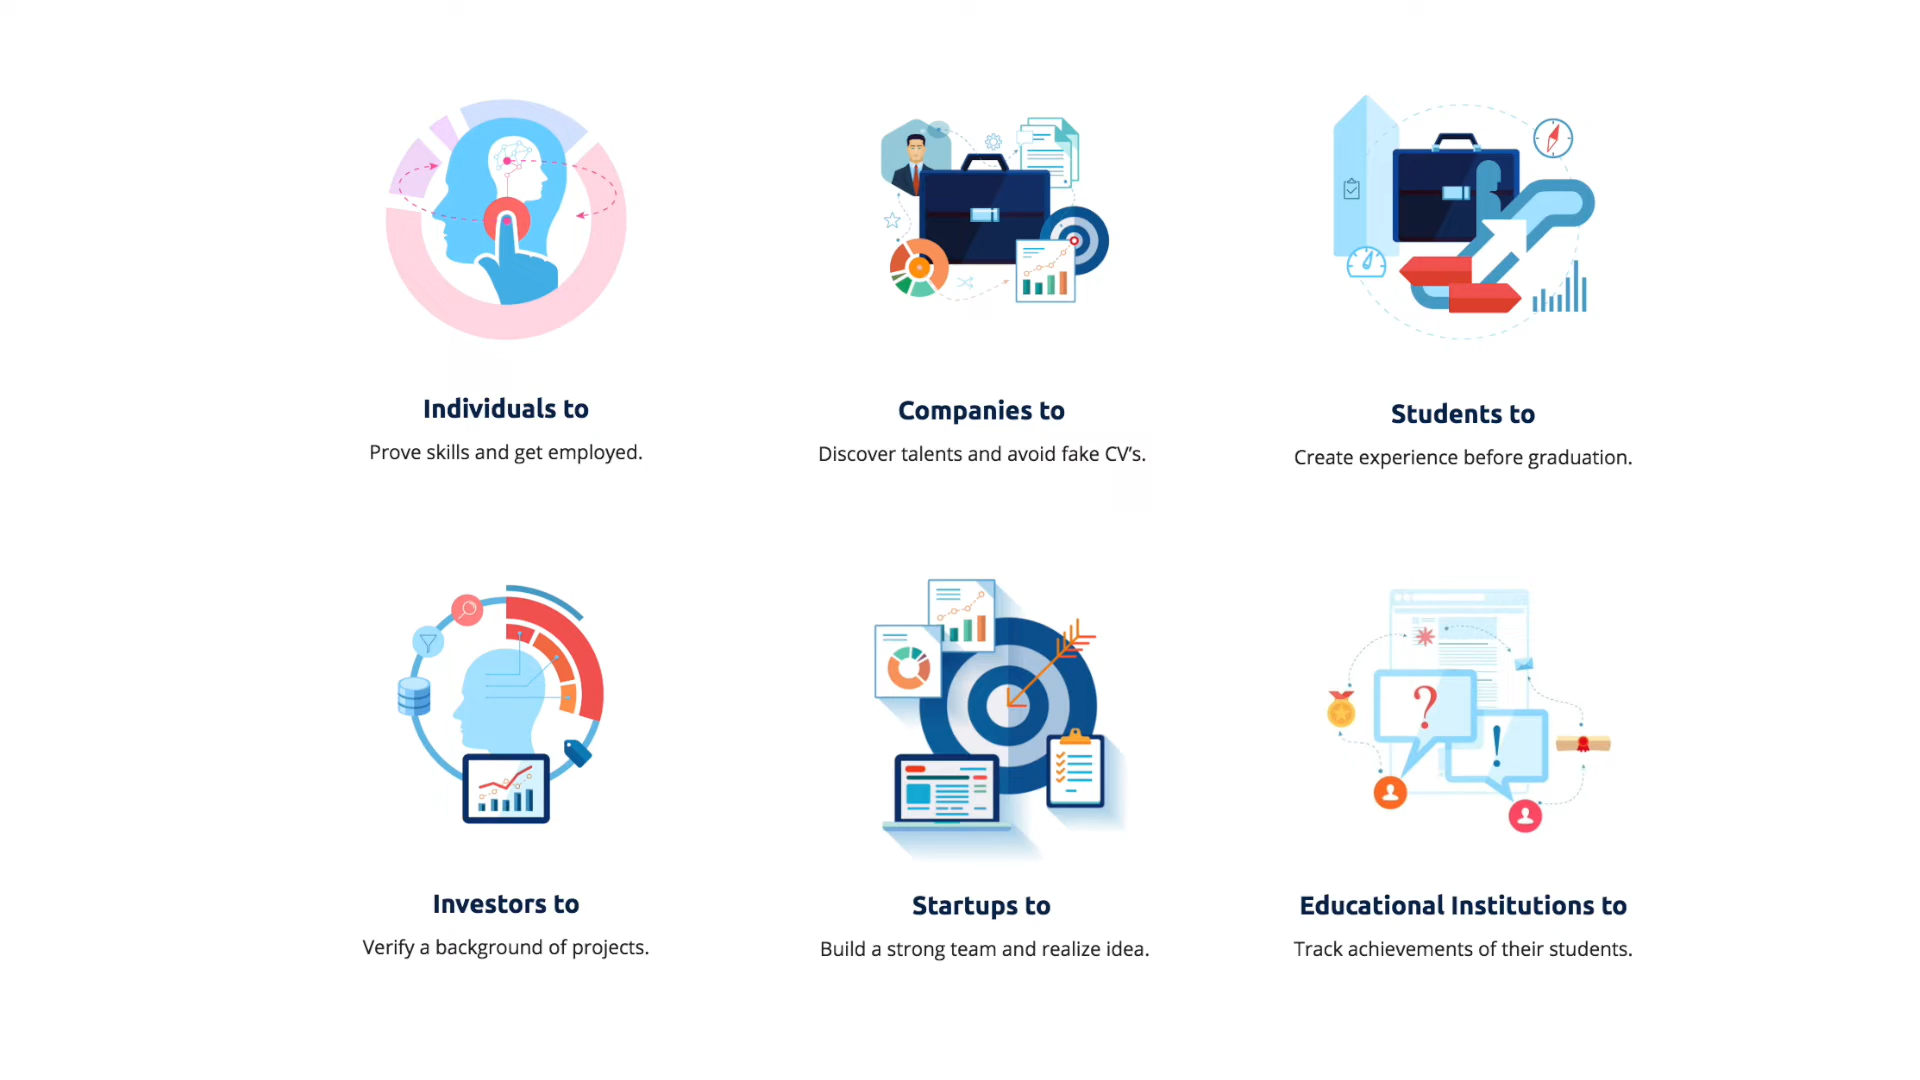 Individuals to
Prove skills and get employed.
Companies to
Discover talents and avoid fake CV’s.
Students to
Create experience before graduation.
Investors to
Verify a background of projects.
Startups to
Build a strong team and realize idea.
Educational Institutions to
Track achievements of their students.